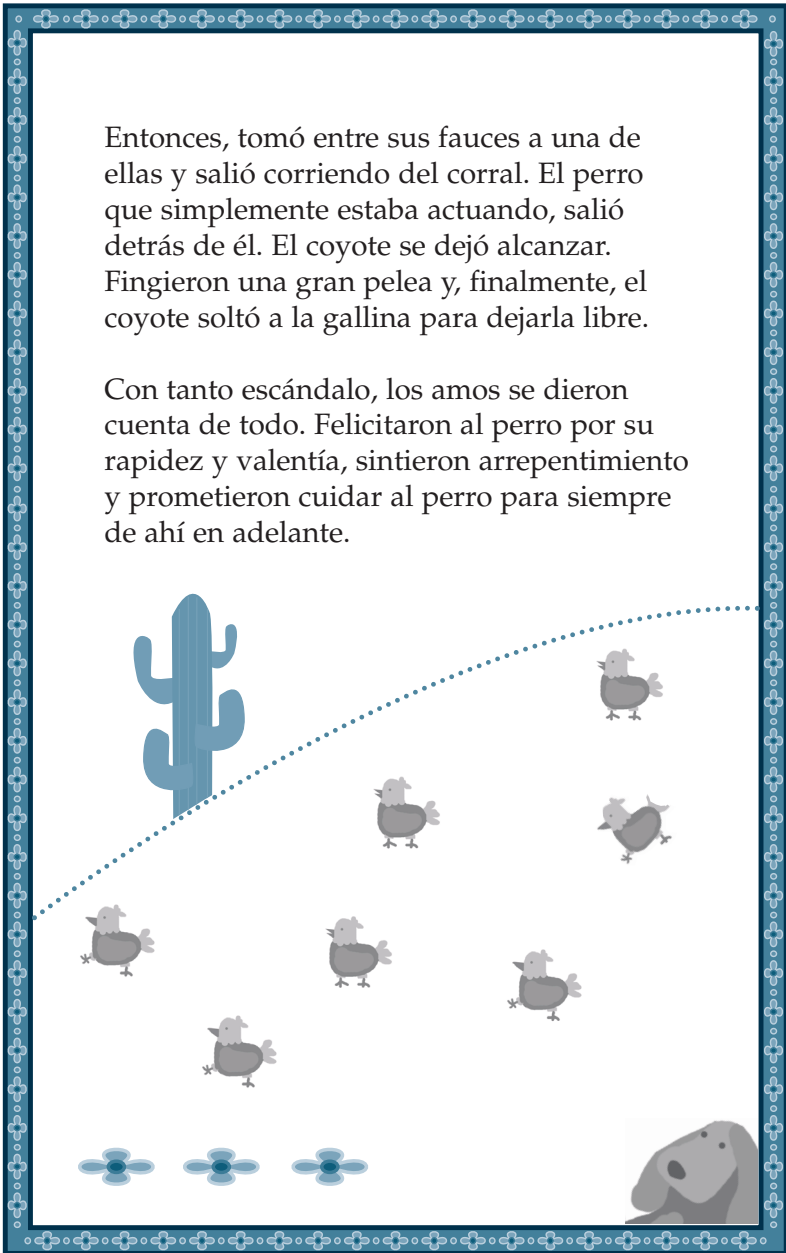 Entonces, tomó entre sus fauces a una de
ellas y salió corriendo del corral. El perro
que simplemente estaba actuando, salió
detrás de él. El coyote se dejó alcanzar.
Fingieron una gran pelea y, finalmente, el
coyote soltó a la gallina para dejarla libre.
Con tanto escándalo, los amos se dieron
cuenta de todo. Felicitaron al perro por su
rapidez y valentía, sintieron arrepentimiento
y prometieron cuidar al perro para siempre
de ahí en adelante.